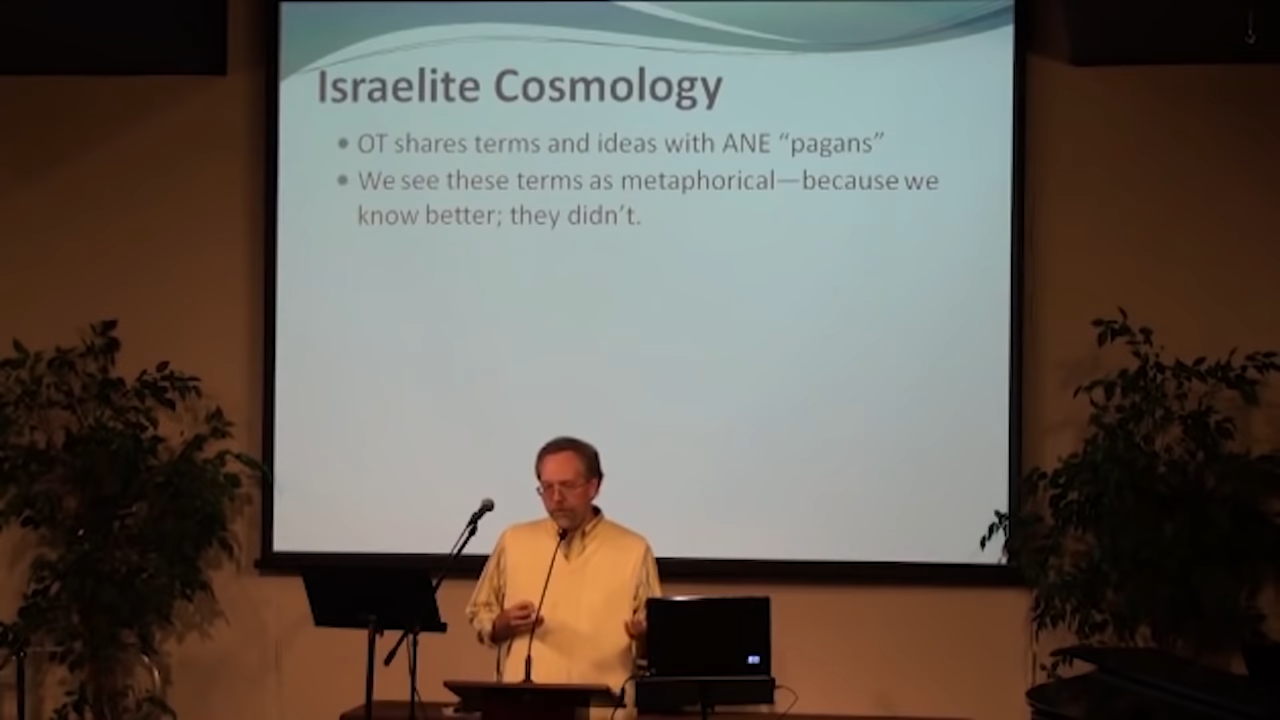 Israelite Cosmology
• OT shares terms and ideas with ANE “pagans”
• We see these terms as metaphorical—because we
know better; they didn’t.